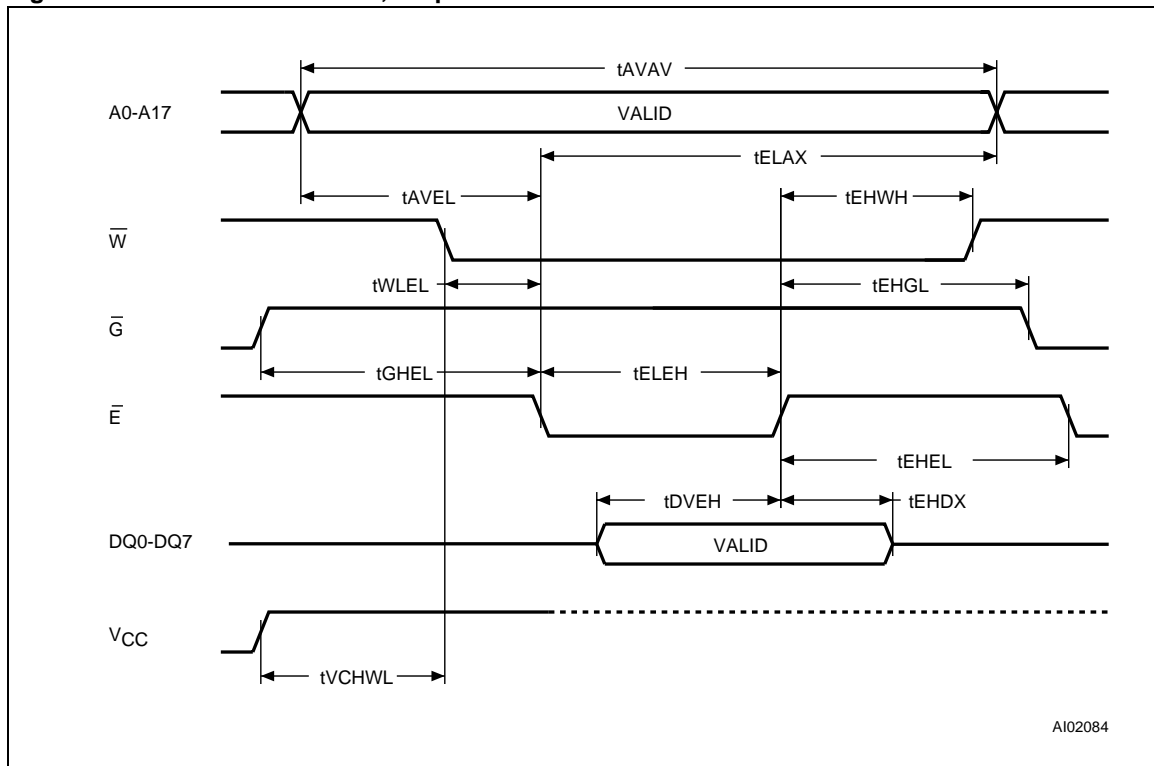 tAVAV
A0-A17
VALID
tELAX
tAVEL
tEHWH
W
tWLEL
tEHGL
G
tGHEL
tELEH
E
tEHEL
tDVEH
tEHDX
DQ0-DQ7
VALID
VCC
tVCHWL
AI02084